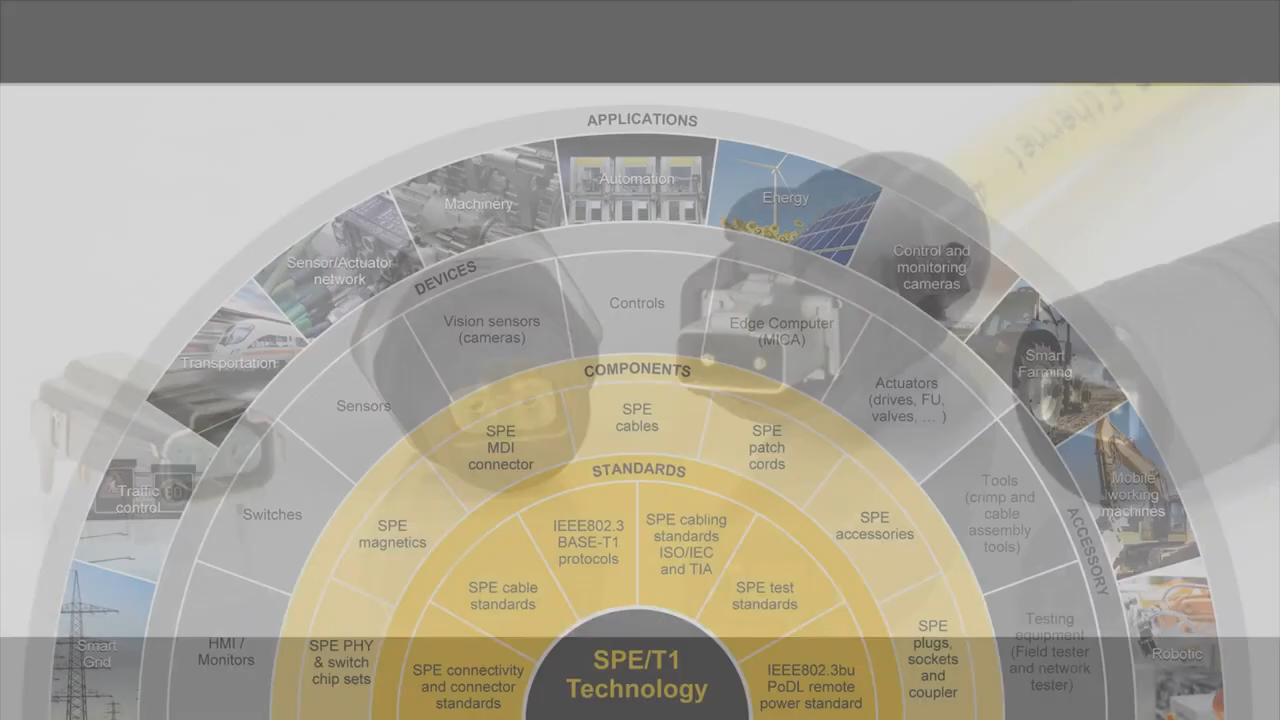 APPLICATIONS
Smart
Grid
Traffic
control
Transportation
Sensor/Actuator
network
Machinery
Automation
Energy
Control and
monitoring
cameras
Smart
Farming
Mobile
working
machines
Robotic
DEVICES
HMI /
Monitors
Switches
Sensors
Vision sensors
(cameras)
Controls
Edge Computer
(MICA)
Actuators
(drives, FU,
valves, ... )
ACCESSORY
Tools
(crimp and
cable
assembly
tools)
Testing
equipment
(Field tester
and network
tester)
COMPONENTS
SPE PHY
& switch
chip sets
SPE
magnetics
SPE
MDI
connector
SPE
cables
SPE
patch
cords
SPE
accessories
SPE
plugs,
sockets
and
coupler
STANDARDS
SPE connectivity
and connector
standards
SPE cable
standards
IEEE802.3
BASE-T1
protocols
SPE cabling
standards
ISO/IEC
and TIA
SPE test
standards
IEEE802.3bu
PoDL remote
power standard
SPE/T1
Technology
Ethernet